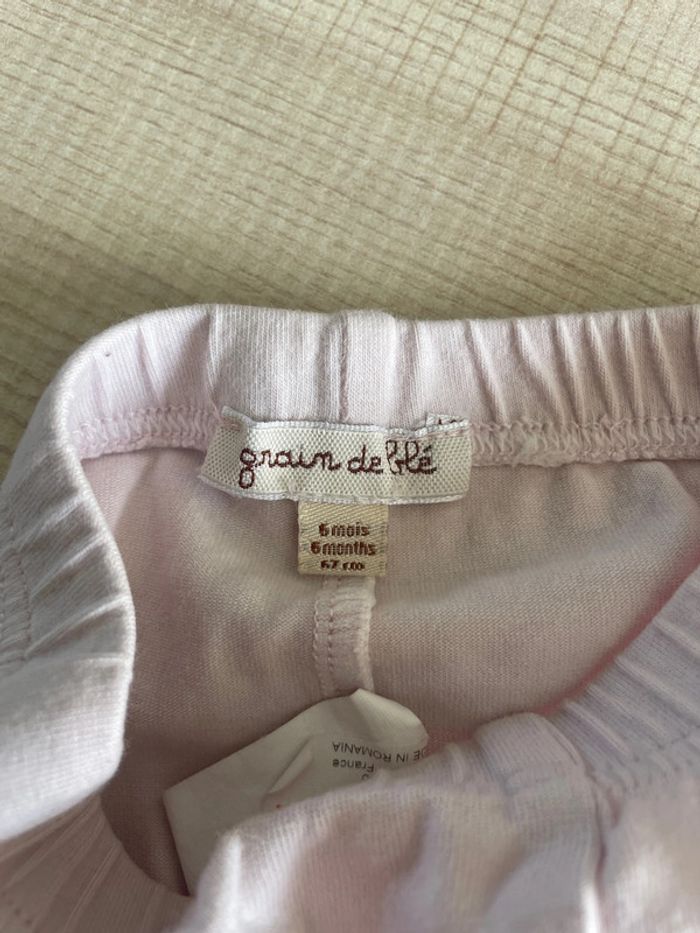 grain de blé
6 mois
6 months
67 cm
DE IN ROMANIA
France